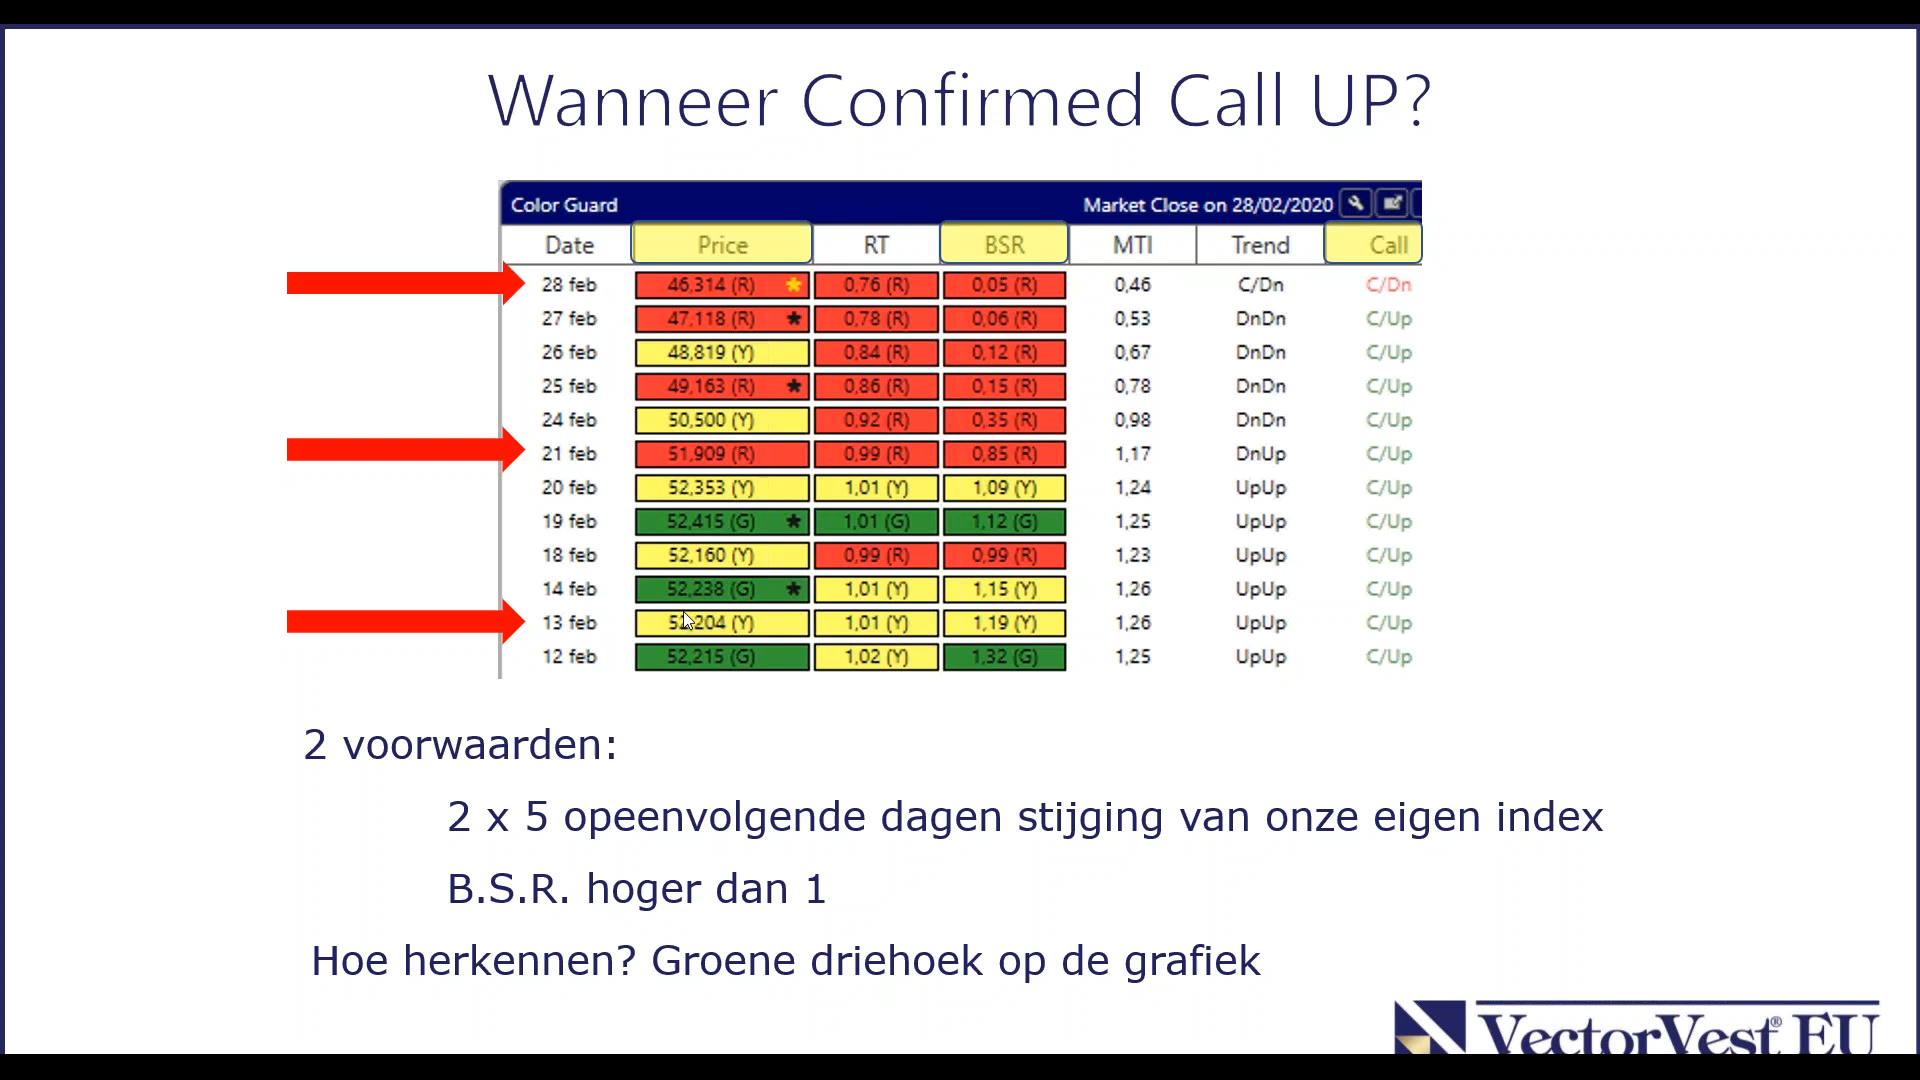 Wanneer Confirmed Call UP?
Color Guard Market Close on 28/02/2020
Date Price RT BSR MTI Trend Call
28 feb 46,314 (R) * 0,76 (R) 0,05 (R) 0,46 C/Dn C/Dn
27 feb 47,118 (R) * 0,78 (R) 0,06 (R) 0,53 DnDn C/Up
26 feb 48,819 (Y) 0,84 (R) 0,12 (R) 0,67 DnDn C/Up
25 feb 49,163 (R) * 0,86 (R) 0,15 (R) 0,78 DnDn C/Up
24 feb 50,500 (Y) 0,92 (R) 0,35 (R) 0,98 DnDn C/Up
21 feb 51,909 (R) 0,99 (R) 0,85 (R) 1,17 DnUp C/Up
20 feb 52,353 (Y) 1,01 (Y) 1,09 (Y) 1,24 UpUp C/Up
19 feb 52,415 (G) * 1,01 (G) 1,12 (G) 1,25 UpUp C/Up
18 feb 52,160 (Y) 0,99 (R) 0,99 (R) 1,23 UpUp C/Up
14 feb 52,238 (G) * 1,01 (Y) 1,15 (Y) 1,26 UpUp C/Up
13 feb 52,204 (Y) 1,01 (Y) 1,19 (Y) 1,26 UpUp C/Up
12 feb 52,215 (G) 1,02 (Y) 1,32 (G) 1,25 UpUp C/Up
2 voorwaarden:
2 x 5 opeenvolgende dagen stijging van onze eigen index
B.S.R. hoger dan 1
Hoe herkennen? Groene driehoek op de grafiek
VectorVest® EU